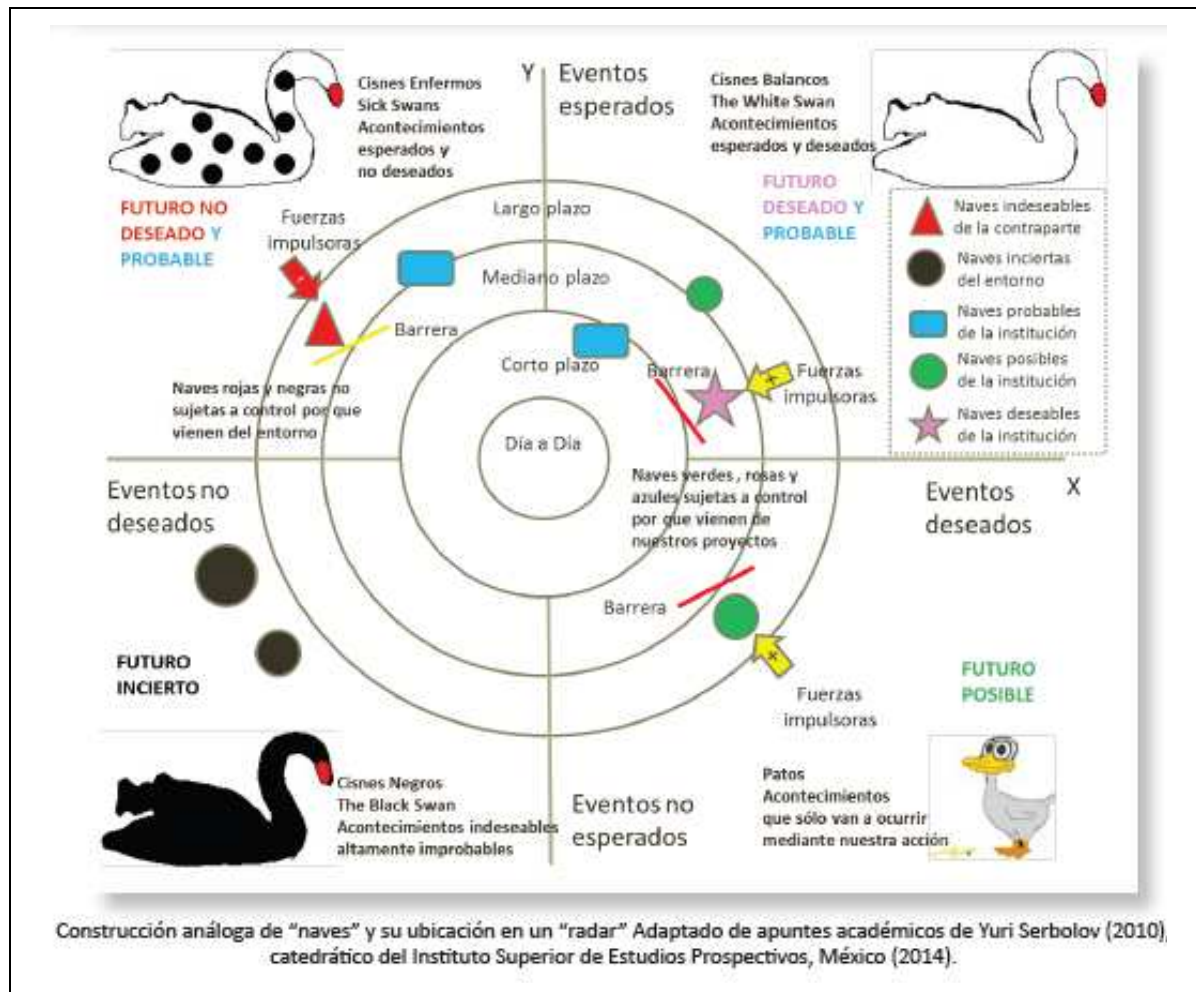 Cisnes Enfermos
Sick Swans
Acontecimientos
esperados y
no deseados
Y
Eventos
esperados
Cisnes Balancos
The White Swan
Acontecimientos
esperados y deseados
FUTURO NO
DESEADO Y
PROBABLE
Fuerzas
impulsoras
Largo plazo
FUTURO
DESEADO Y
PROBABLE
Naves indeseables
de la contraparte
Naves inciertas
del entorno
Naves probables
de la institución
Naves posibles
de la institución
Naves deseables
de la institución
Mediano plazo
Barrera
Corto plazo
Barrera
+
Fuerzas
impulsoras
Naves rojas y negras no
sujetas a control por que
vienen del entorno
Día a Día
Eventos no
deseados
Naves verdes , rosas y
azules sujetas a control
por que vienen de
nuestros proyectos
Eventos
deseados
X
Barrera
+
Fuerzas
impulsoras
FUTURO
INCIERTO
FUTURO
POSIBLE
Cisnes Negros
The Black Swan
Acontecimientos indeseables
altamente improbables
Eventos no
esperados
Patos
Acontecimientos
que sólo van a ocurrir
mediante nuestra acción
Construcción análoga de “naves” y su ubicación en un “radar” Adaptado de apuntes académicos de Yuri Serbolov (2010),
catedrático del Instituto Superior de Estudios Prospectivos, México (2014).